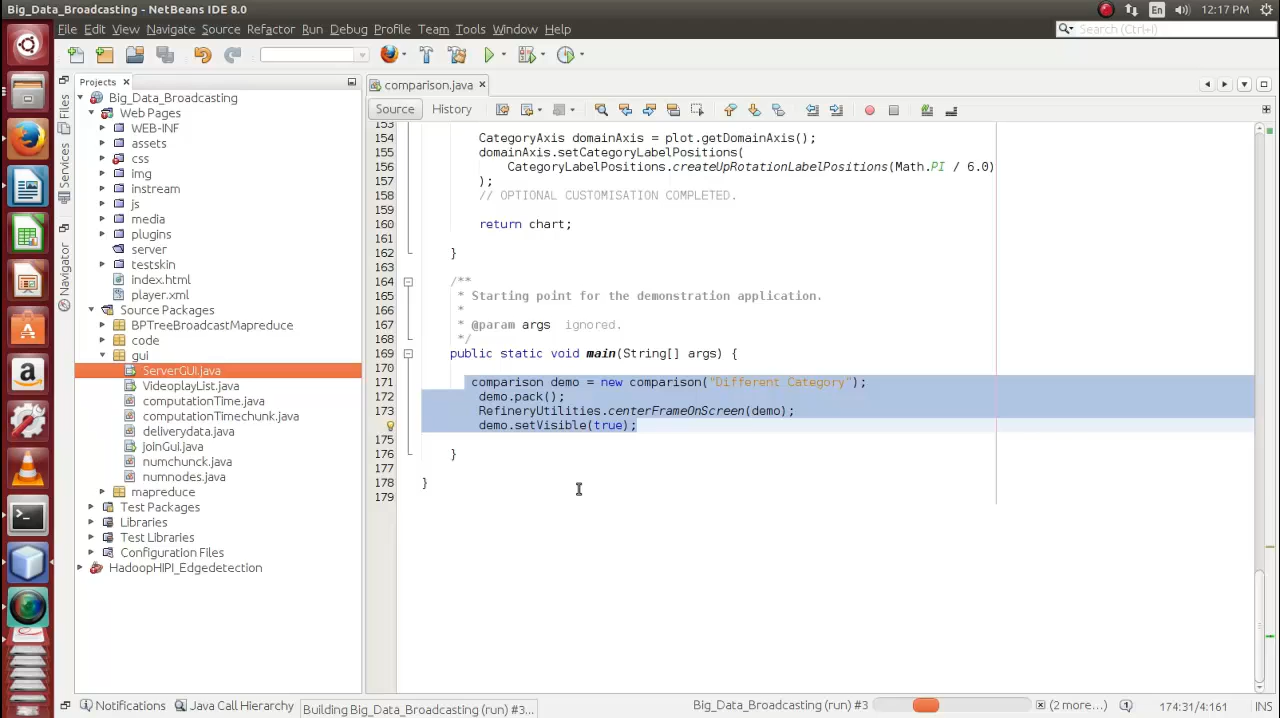 Big_Data_Broadcasting - NetBeans IDE 8.0
En
12:17 PM
File Edit View Navigate Source Refactor Run Debug Profile Team Tools Window Help
Search (Ctrl+I)
Files
Services
Navigator
Projects
Big_Data_Broadcasting
Web Pages
WEB-INF
assets
css
img
instream
js
media
plugins
server
testskin
index.html
player.xml
Source Packages
BPTreeBroadcastMapreduce
code
gui
ServerGUI.java
VideoplayList.java
computationTime.java
computationTimechunk.java
deliverydata.java
joinGui.java
numchunck.java
numnodes.java
mapreduce
Test Packages
Libraries
Test Libraries
Configuration Files
HadoopHIPI_Edgedetection
comparison.java
Source History
153
154 CategoryAxis domainAxis = plot.getDomainAxis();
155 domainAxis.setCategoryLabelPositions(
156 CategoryLabelPositions.createUpRotationLabelPositions(Math.PI / 6.0)
157 );
158 // OPTIONAL CUSTOMISATION COMPLETED.
159
160 return chart;
161
162 }
163
164 /**
165 * Starting point for the demonstration application.
166 *
167 * @param args ignored.
168 */
169 public static void main(String[] args) {
170
171 comparison demo = new comparison("Different Category");
172 demo.pack();
173 RefineryUtilities.centerFrameOnScreen(demo);
demo.setVisible(true);
175
176 }
177
178 }
179
Notifications Java Call Hierarchy Building Big_Data_Broadcasting (run) #3... Big_Data_Broadcasting (run) #3 (2 more...) 1 174:31/4:161 INS